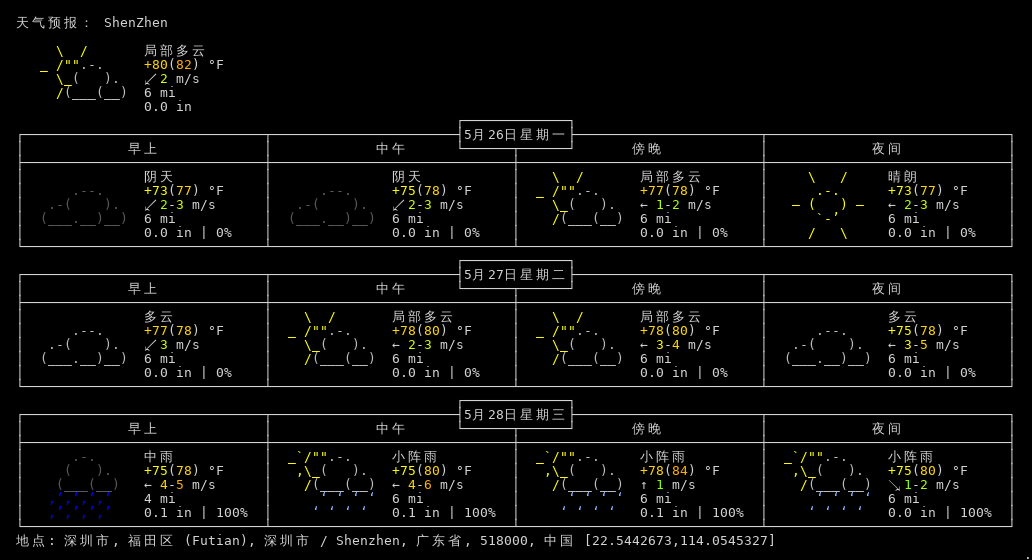 天气预报： ShenZhen
局部多云
+80(82) °F
↙2 m/s
6 mi
0.0 in
5月26日星期一
早上 中午 傍晚 夜间
阴天 阴天 局部多云 晴朗
+73(77) °F +75(78) °F +77(78) °F +73(77) °F
↙2-3 m/s ↙2-3 m/s ← 1-2 m/s ← 2-3 m/s
6 mi 6 mi 6 mi 6 mi
0.0 in | 0% 0.0 in | 0% 0.0 in | 0% 0.0 in | 0%
5月27日星期二
早上 中午 傍晚 夜间
多云 局部多云 局部多云 多云
+77(78) °F +78(80) °F +78(80) °F +75(78) °F
↙3 m/s ← 2-3 m/s ← 3-4 m/s ← 3-5 m/s
6 mi 6 mi 6 mi 6 mi
0.0 in | 0% 0.0 in | 0% 0.0 in | 0% 0.0 in | 0%
5月28日星期三
早上 中午 傍晚 夜间
中雨 小阵雨 小阵雨 小阵雨
+75(78) °F +75(80) °F +78(84) °F +75(80) °F
← 4-5 m/s ← 4-6 m/s ↑ 1 m/s ↘1-2 m/s
4 mi 6 mi 6 mi 6 mi
0.1 in | 100% 0.1 in | 100% 0.1 in | 100% 0.0 in | 100%
地点: 深圳市, 福田区 (Futian), 深圳市 / Shenzhen, 广东省, 518000, 中国 [22.5442673,114.0545327]